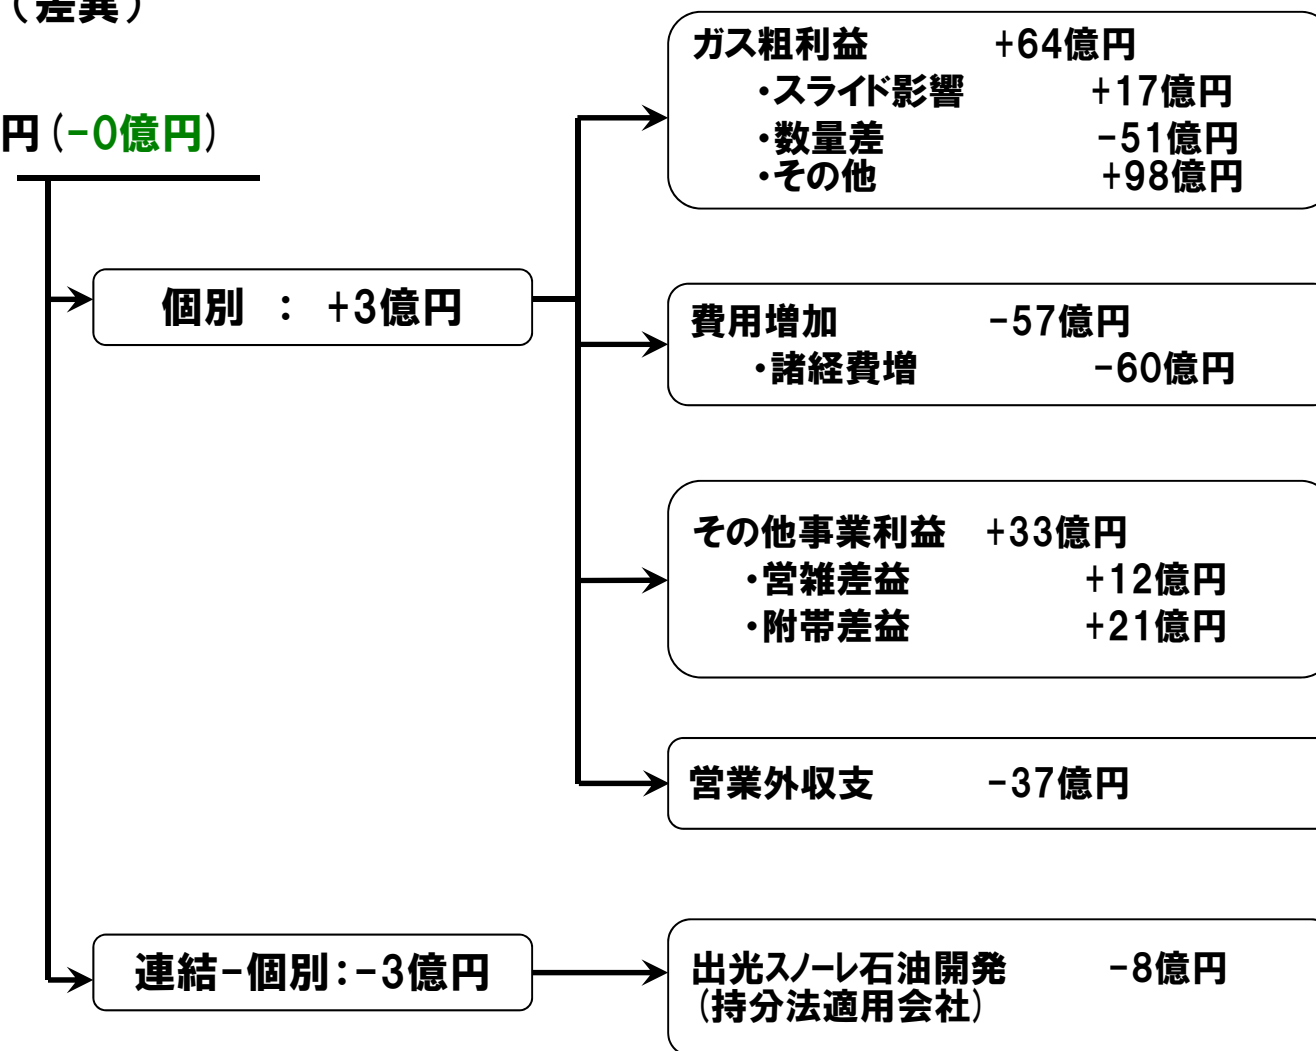 (差異)
円(-0億円)
ガス粗利益 +64億円
・スライド影響 +17億円
・数量差 -51億円
・その他 +98億円
個別 : +3億円
費用増加 -57億円
・諸経費増 -60億円
その他事業利益 +33億円
・営雑差益 +12億円
・附帯差益 +21億円
営業外収支 -37億円
連結-個別:-3億円
出光スノーレ石油開発 -8億円
(持分法適用会社)